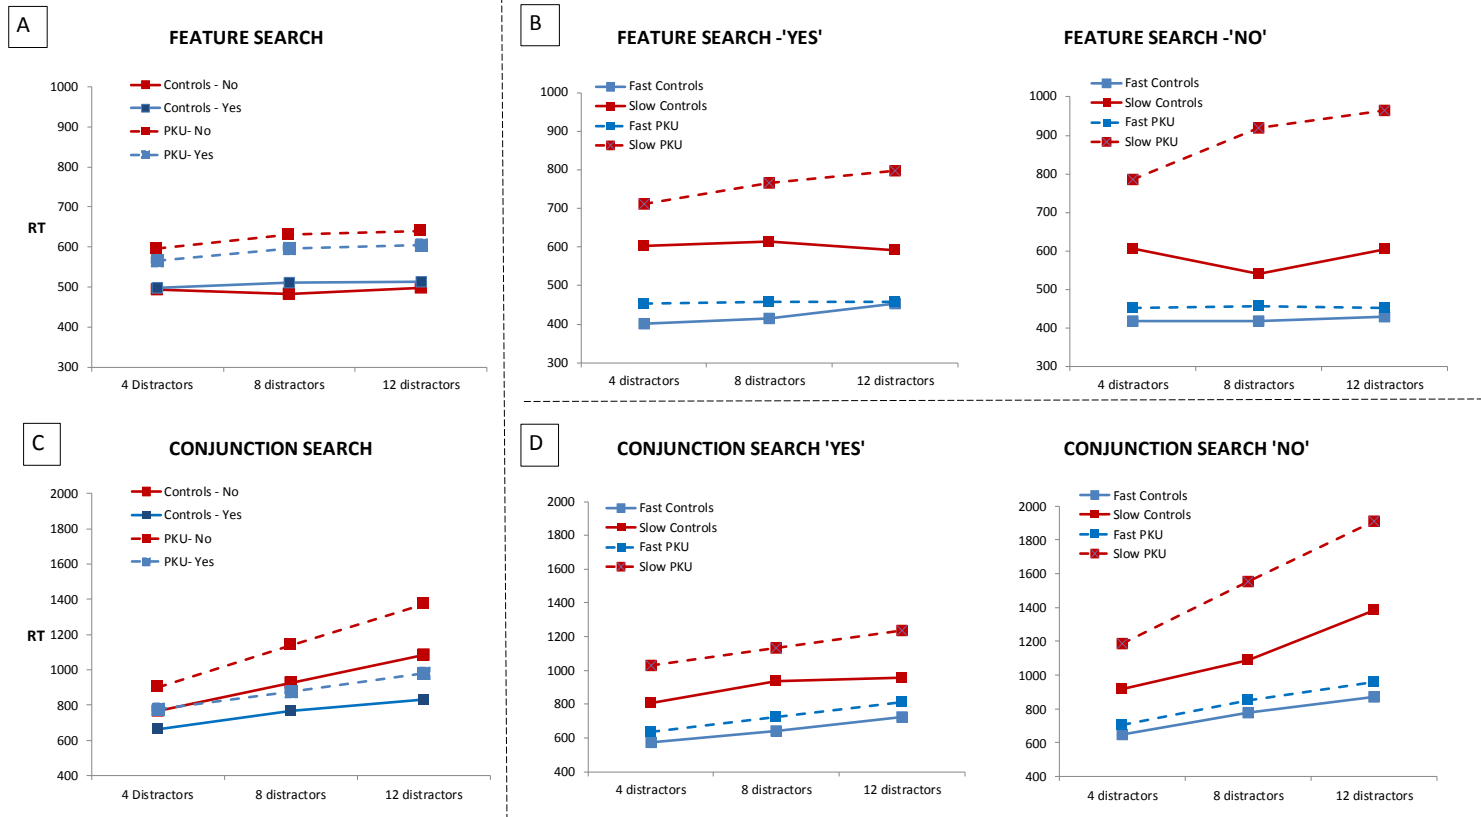 A
FEATURE SEARCH
Controls - No
Controls - Yes
PKU- No
PKU- Yes
1000
900
800
700
600
500
400
300
RT
4 Distractors
8 distractors
12 distractors
B
FEATURE SEARCH -'YES'
Fast Controls
Slow Controls
Fast PKU
Slow PKU
1000
900
800
700
600
500
400
300
4 distractors
8 distractors
12 distractors
FEATURE SEARCH -'NO'
Fast Controls
Slow Controls
Fast PKU
Slow PKU
1000
900
800
700
600
500
400
300
4 distractors
8 distractors
12 distractors
C
CONJUNCTION SEARCH
Controls - No
Controls - Yes
PKU- No
PKU- Yes
2000
1800
1600
1400
1200
1000
800
600
400
RT
4 Distractors
8 distractors
12 distractors
D
CONJUNCTION SEARCH 'YES'
Fast Controls
Slow Controls
Fast PKU
Slow PKU
2000
1800
1600
1400
1200
1000
800
600
400
4 distractors
8 distractors
12 distractors
CONJUNCTION SEARCH 'NO'
Fast Controls
Slow Controls
Fast PKU
Slow PKU
2000
1800
1600
1400
1200
1000
800
600
400
4 distractors
8 distractors
12 distractors